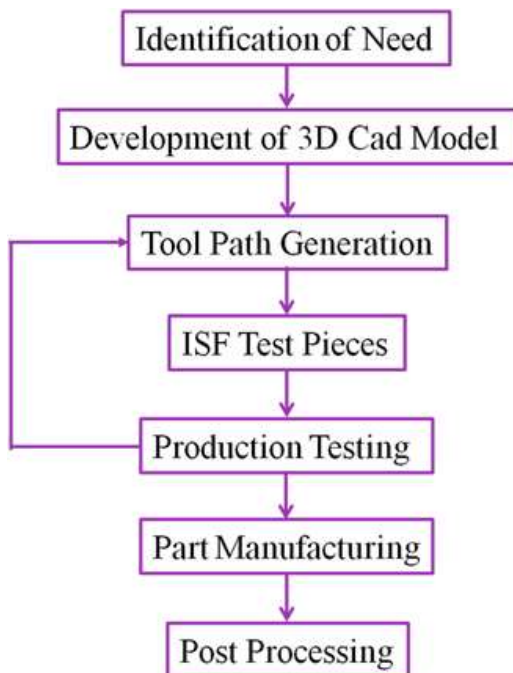 Identification of Need
Development of 3D Cad Model
Tool Path Generation
ISF Test Pieces
Production Testing
Part Manufacturing
Post Processing